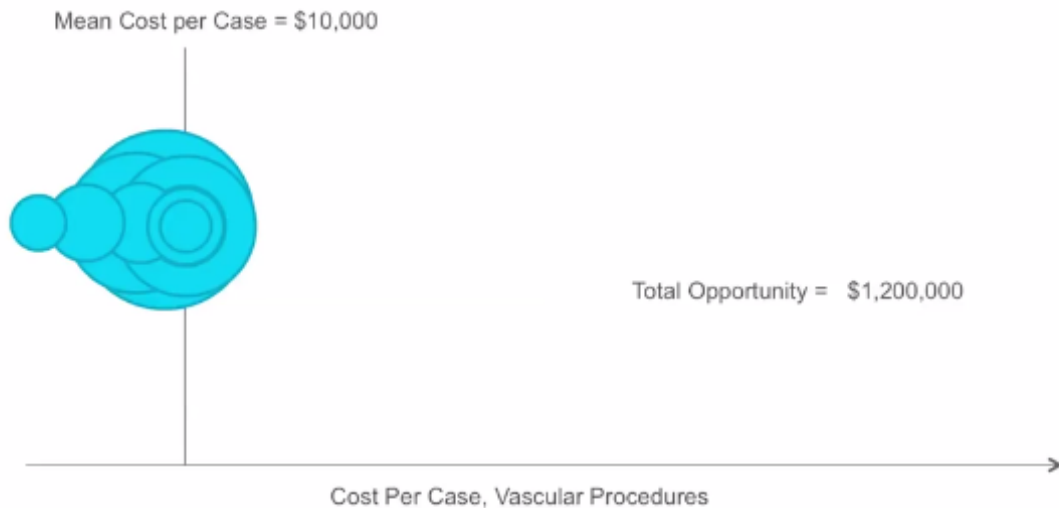 Mean Cost per Case = $10,000
Total Opportunity = $1,200,000
Cost Per Case, Vascular Procedures